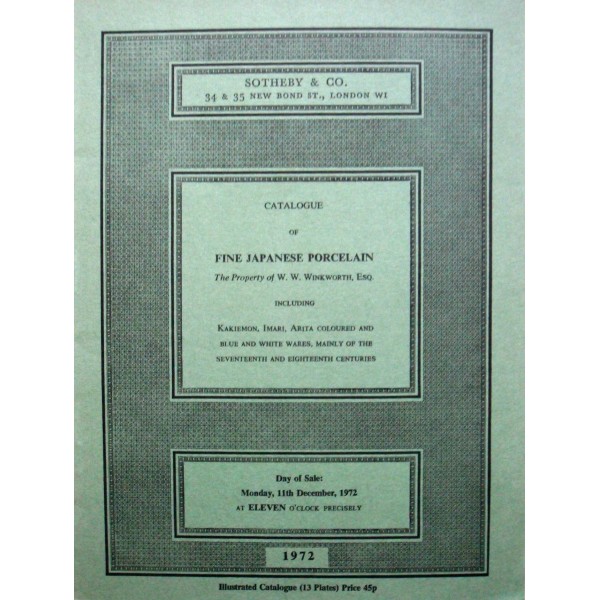 SOTHEBY & CO.
34 & 35 NEW BOND ST., LONDON W1
CATALOGUE
OF
FINE JAPANESE PORCELAIN
The Property of W. W. WINKWORTH, ESQ.
INCLUDING
KAKIEMON, IMARI, ARITA COLOURED AND
BLUE AND WHITE WARES, MAINLY OF THE
SEVENTEENTH AND EIGHTEENTH CENTURIES
Day of Sale:
Monday, 11th December, 1972
AT ELEVEN O'CLOCK PRECISELY
1972
Illustrated Catalogue (13 Plates) Price 45p